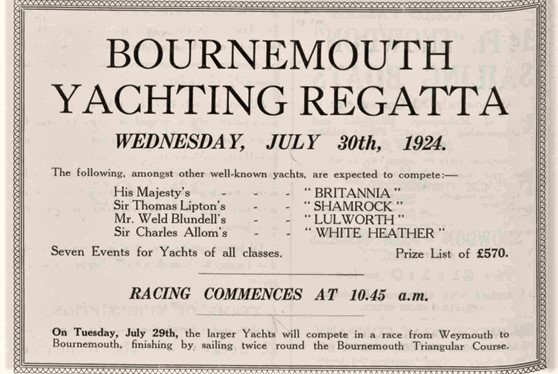 BOURNEMOUTH
YACHTING REGATTA
WEDNESDAY, JULY 30th, 1924.
The following, amongst other well-known yachts, are expected to compete:—
His Majesty's - - "BRITANNIA"
Sir Thomas Lipton's - - "SHAMROCK"
Mr. Weld Blundell's - - "LULWORTH"
Sir Charles Allom's - - "WHITE HEATHER"
Seven Events for Yachts of all classes. Prize List of £570.
RACING COMMENCES AT 10.45 a.m.
On Tuesday, July 29th, the larger Yachts will compete in a race from Weymouth to
Bournemouth, finishing by sailing twice round the Bournemouth Triangular Course.